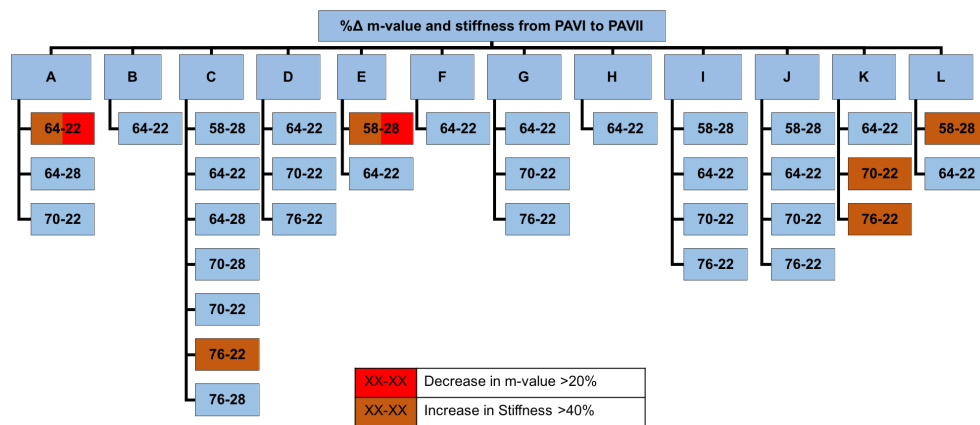 %Δ m-value and stiffness from PAVI to PAVII
A
64-22
64-28
70-22
B
64-22
C
58-28
64-22
64-28
70-28
70-22
76-22
76-28
D
64-22
70-22
76-22
E
58-28
64-22
F
64-22
G
64-22
70-22
76-22
H
64-22
I
58-28
64-22
70-22
76-22
J
58-28
64-22
70-22
76-22
K
64-22
70-22
76-22
L
58-28
64-22
XX-XX Decrease in m-value >20%
XX-XX Increase in Stiffness >40%